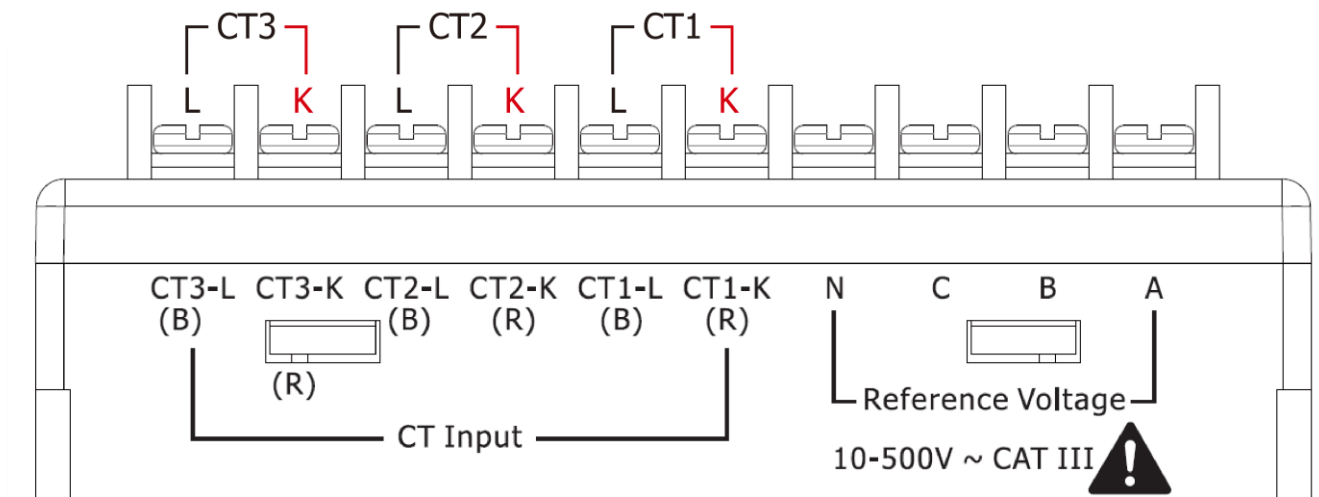 CT3 CT2 CT1
L K L K L K
CT3-L CT3-K CT2-L CT2-K CT1-L CT1-K N C B A
(B) (B) (R) (B) (R)
(R)
Reference Voltage
CT Input
10-500V ~ CAT III